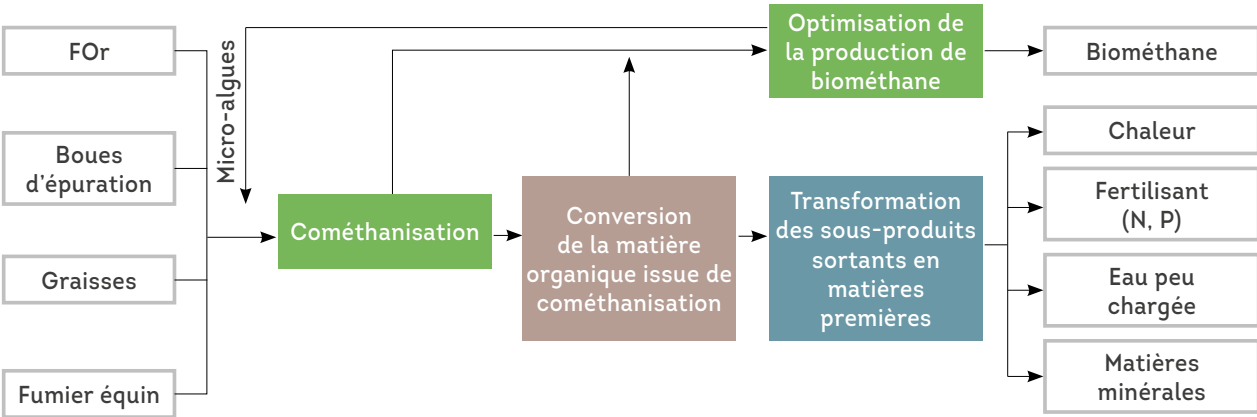 FOr
Boues
d'épuration
Graisses
Fumier équin
Micro-algues
Cométhanisation
Conversion
de la matière
organique issue de
cométhanisation
Optimisation de
la production de
biométhane
Transformation
des sous-produits
sortants en
matières
premières
Biométhane
Chaleur
Fertilisant
(N, P)
Eau peu
chargée
Matières
minérales